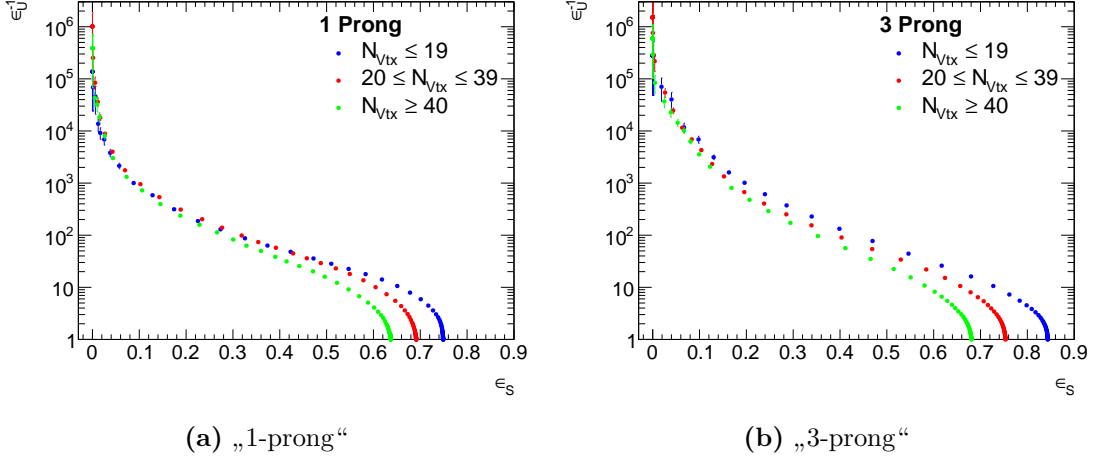 ϵ_U^-1
10^6
10^5
10^4
10^3
10^2
10
1
1 Prong
N_Vtx ≤ 19
20 ≤ N_Vtx ≤ 39
N_Vtx ≥ 40
0 0.1 0.2 0.3 0.4 0.5 0.6 0.7 0.8 0.9
ϵ_S
(a) „1-prong“
ϵ_U^-1
10^6
10^5
10^4
10^3
10^2
10
1
3 Prong
N_Vtx ≤ 19
20 ≤ N_Vtx ≤ 39
N_Vtx ≥ 40
0 0.1 0.2 0.3 0.4 0.5 0.6 0.7 0.8 0.9
ϵ_S
(b) „3-prong“